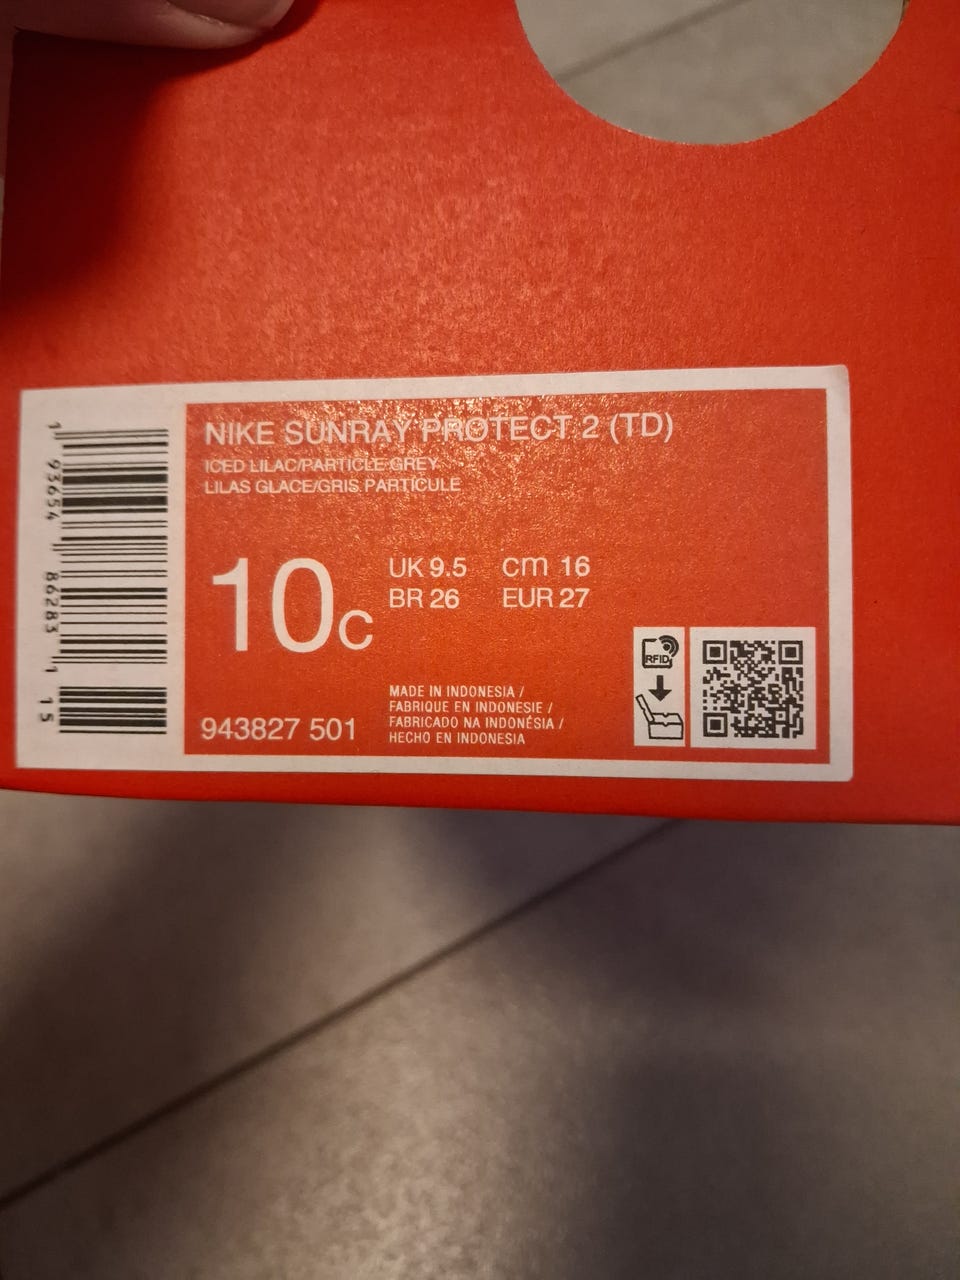 NIKE SUNRAY PROTECT 2 (TD)
ICED LILAC/PARTICLE GREY
LILAS GLACE/GRIS PARTICULE
10C
UK 9.5 cm 16
BR 26 EUR 27
943827 501
MADE IN INDONESIA /
FABRIQUE EN INDONESIE /
FABRICADO NA INDONÉSIA /
HECHO EN INDONESIA
RFID
1 93654 86283 1 15